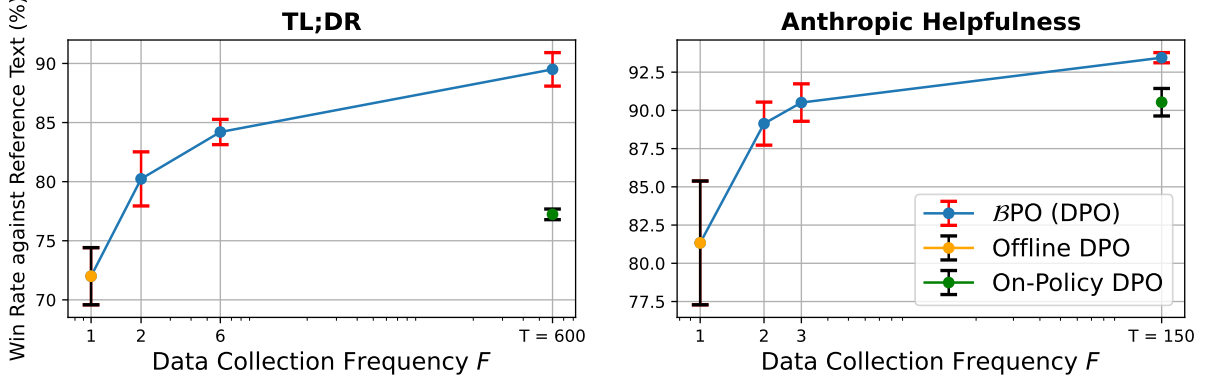 TL;DR
Win Rate against Reference Text (%)
90
85
80
75
70
1
2
6
T = 600
Data Collection Frequency F
Anthropic Helpfulness
92.5
90.0
87.5
85.0
82.5
80.0
77.5
1
2
3
T = 150
Data Collection Frequency F
ℬPO (DPO)
Offline DPO
On-Policy DPO